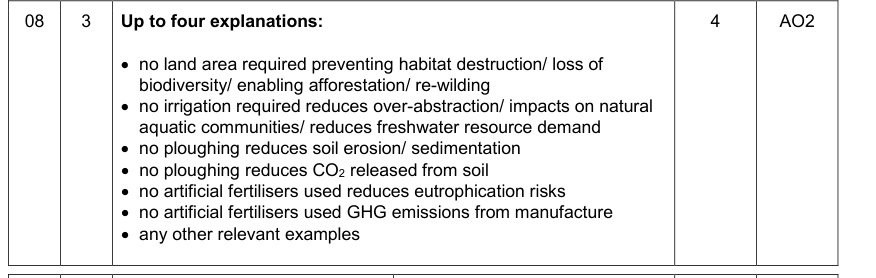 08 3 Up to four explanations: 4 AO2
• no land area required preventing habitat destruction/ loss of
biodiversity/ enabling afforestation/ re-wilding
• no irrigation required reduces over-abstraction/ impacts on natural
aquatic communities/ reduces freshwater resource demand
• no ploughing reduces soil erosion/ sedimentation
• no ploughing reduces CO₂ released from soil
• no artificial fertilisers used reduces eutrophication risks
• no artificial fertilisers used GHG emissions from manufacture
• any other relevant examples